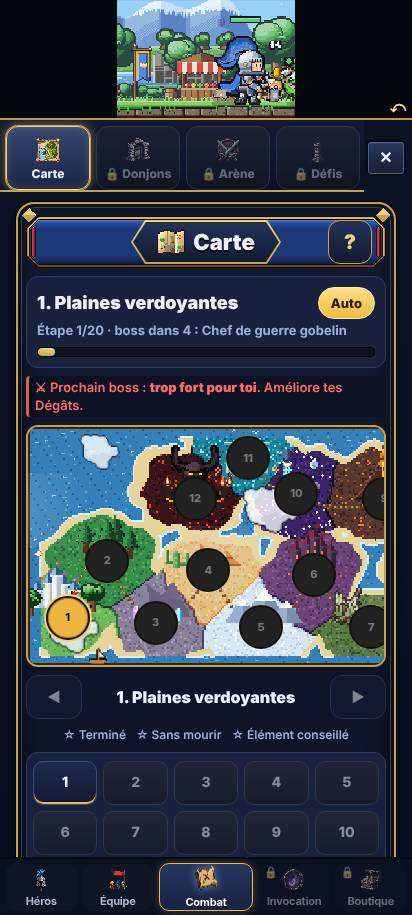 Carte
Donjons
Arène
Défis
×
Carte
?
1. Plaines verdoyantes
Auto
Étape 1/20 · boss dans 4 : Chef de guerre gobelin
⚔ Prochain boss : trop fort pour toi. Améliore tes
Dégâts.
11
12
10
9
2
4
6
1
3
5
7
◀ 1. Plaines verdoyantes ▶
☆ Terminé ☆ Sans mourir ☆ Élément conseillé
1 2 3 4 5
6 7 8 9 10
Héros
Équipe
Combat
Invocation
Boutique